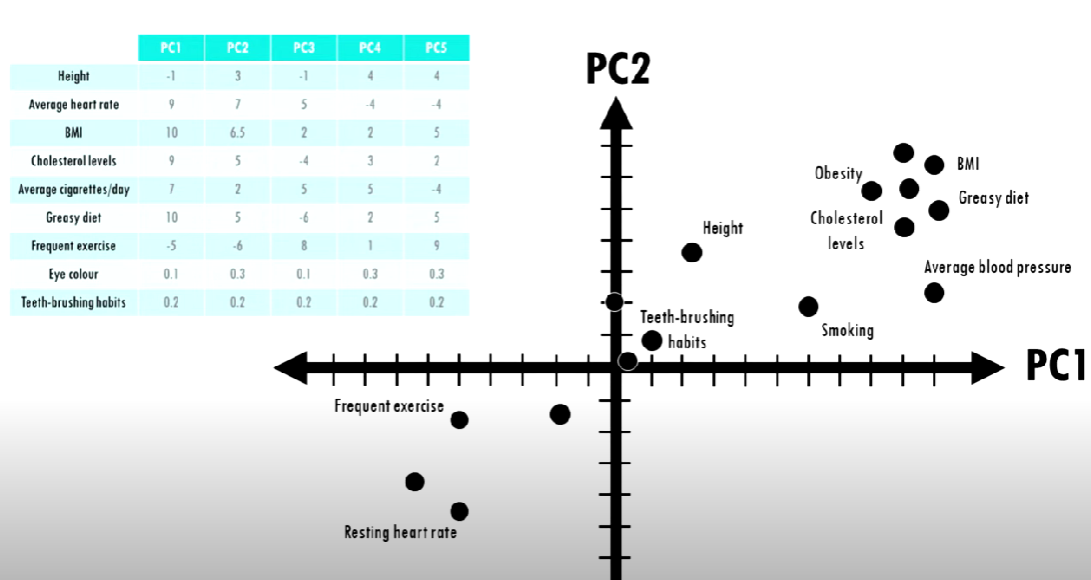 PC1 PC2 PC3 PC4 PC5
Height -1 3 -1 4 4
Average heart rate 9 7 5 -4 -4
BMI 10 6.5 2 2 5
Cholesterol levels 9 5 -4 3 2
Average cigarettes/day 7 2 5 5 -4
Greasy diet 10 5 -6 2 5
Frequent exercise -5 -6 8 1 9
Eye colour 0.1 0.3 0.1 0.3 0.3
Teeth-brushing habits 0.2 0.2 0.2 0.2 0.2
PC2
Obesity
BMI
Greasy diet
Cholesterol
levels
Height
Average blood pressure
Teeth-brushing
habits
Smoking
PC1
Frequent exercise
Resting heart rate